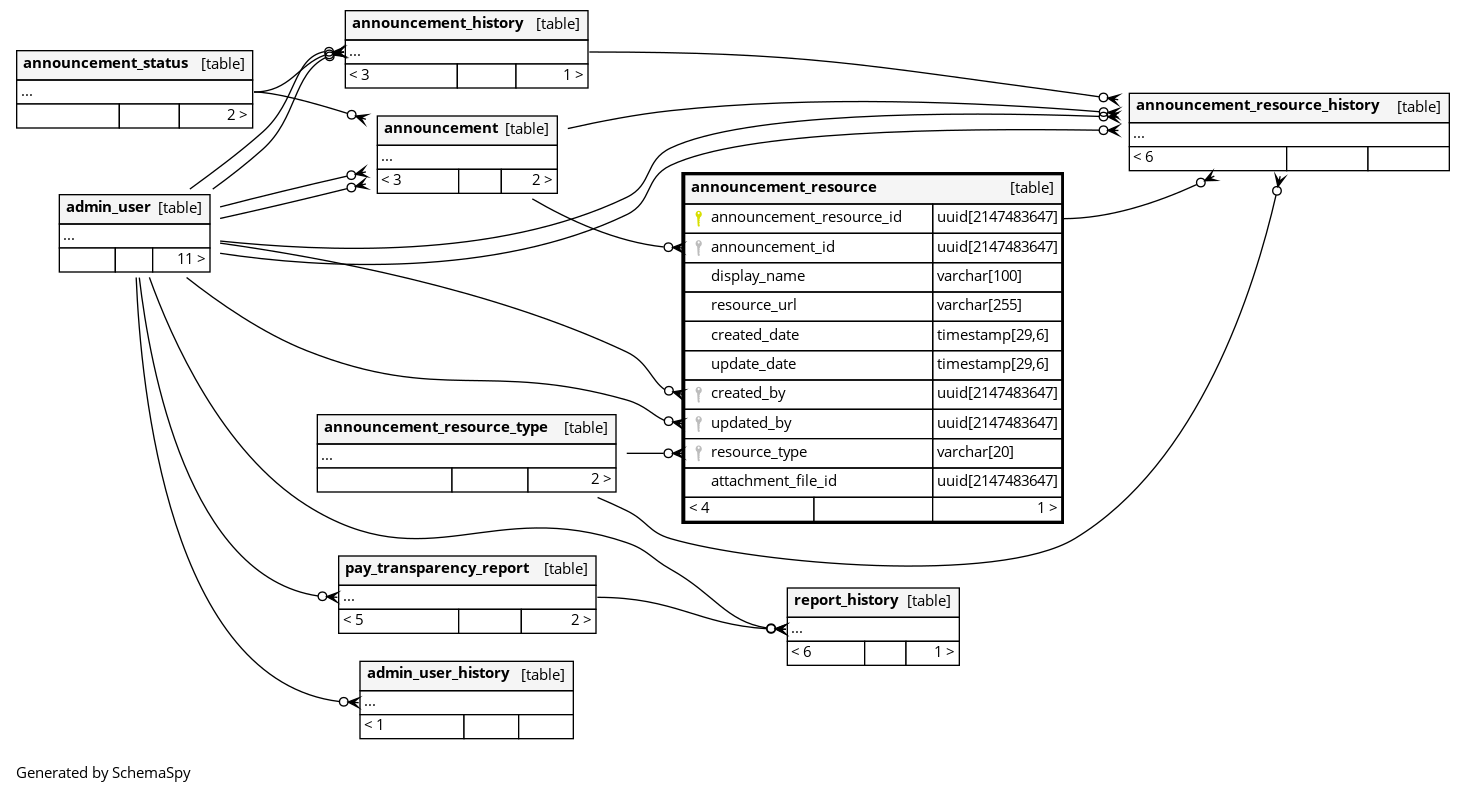 announcement_history [table]
...
< 3 1 >
announcement_status [table]
...
2 >
announcement [table]
...
< 3 2 >
announcement_resource_history [table]
...
< 6
admin_user [table]
...
11 >
announcement_resource [table]
announcement_resource_id uuid[2147483647]
announcement_id uuid[2147483647]
display_name varchar[100]
resource_url varchar[255]
created_date timestamp[29,6]
update_date timestamp[29,6]
created_by uuid[2147483647]
updated_by uuid[2147483647]
resource_type varchar[20]
attachment_file_id uuid[2147483647]
< 4 1 >
announcement_resource_type [table]
...
2 >
pay_transparency_report [table]
...
< 5 2 >
report_history [table]
...
< 6 1 >
admin_user_history [table]
...
< 1
Generated by SchemaSpy